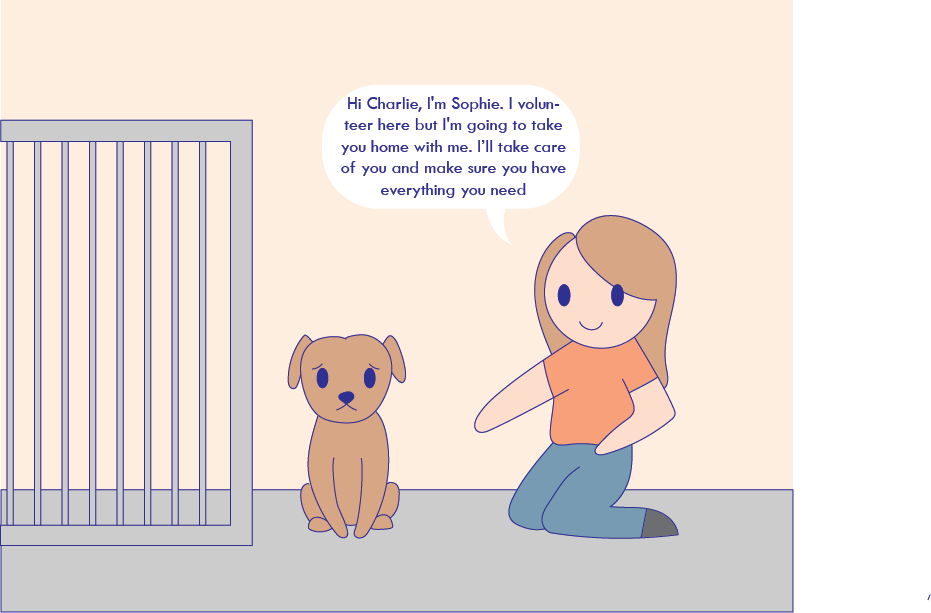 Hi Charlie, I'm Sophie. I volun-
teer here but I'm going to take
you home with me. I’ll take care
of you and make sure you have
everything you need